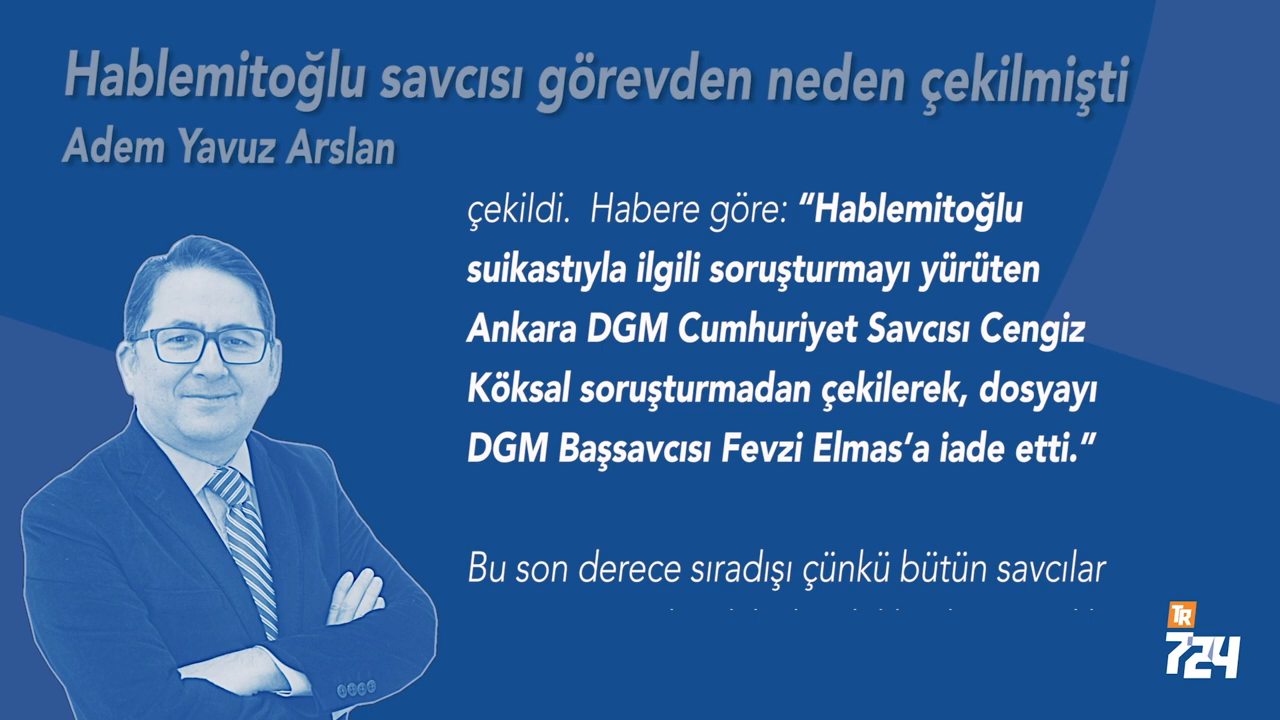 Hablemitoğlu savcısı görevden neden çekilmişti
Adem Yavuz Arslan
çekildi. Habere göre: “Hablemitoğlu
suikastıyla ilgili soruşturmayı yürüten
Ankara DGM Cumhuriyet Savcısı Cengiz
Köksal soruşturmadan çekilerek, dosyayı
DGM Başsavcısı Fevzi Elmas’a iade etti.”
Bu son derece sıradışı çünkü bütün savcılar
TR
724